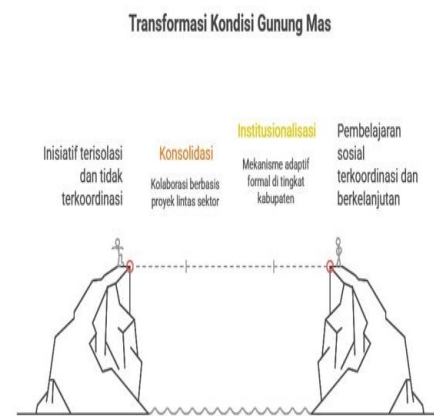 Transformasi Kondisi Gunung Mas
Inisiatif terisolasi
dan tidak
terkoordinasi
Konsolidasi
Kolaborasi berbasis
proyek lintas sektor
Institusionalisasi
Mekanisme adaptif
formal di tingkat
kabupaten
Pembelajaran
sosial
terkoordinasi dan
berkelanjutan